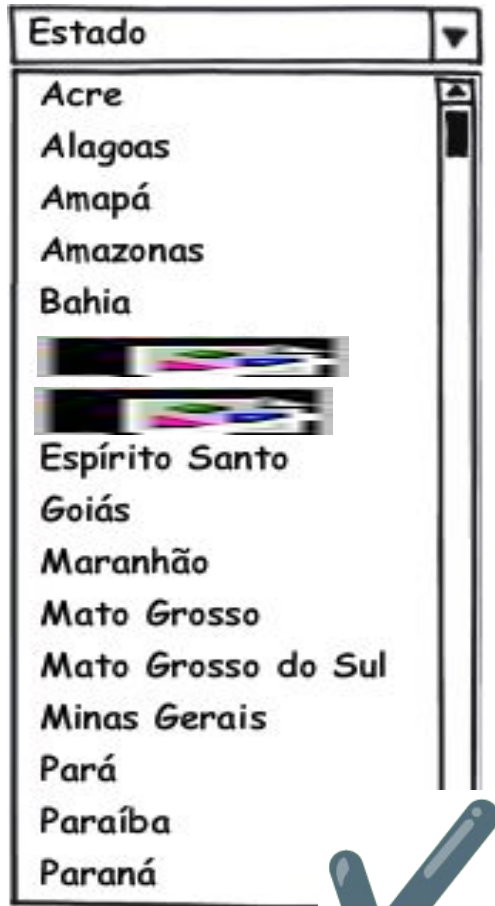 Estado
Acre
Alagoas
Amapá
Amazonas
Bahia
Espírito Santo
Goiás
Maranhão
Mato Grosso
Mato Grosso do Sul
Minas Gerais
Pará
Paraíba
Paraná